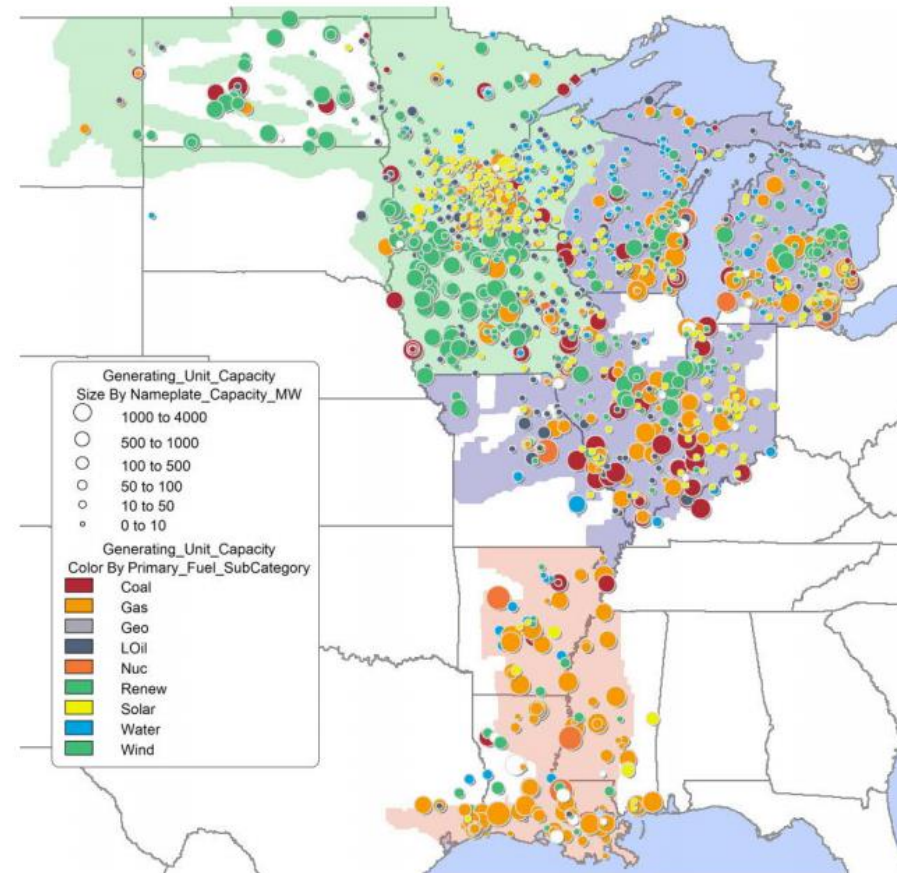 Generating_Unit_Capacity
Size By Nameplate_Capacity_MW
1000 to 4000
500 to 1000
100 to 500
50 to 100
10 to 50
0 to 10
Generating_Unit_Capacity
Color By Primary_Fuel_SubCategory
Coal
Gas
Geo
LOil
Nuc
Renew
Solar
Water
Wind